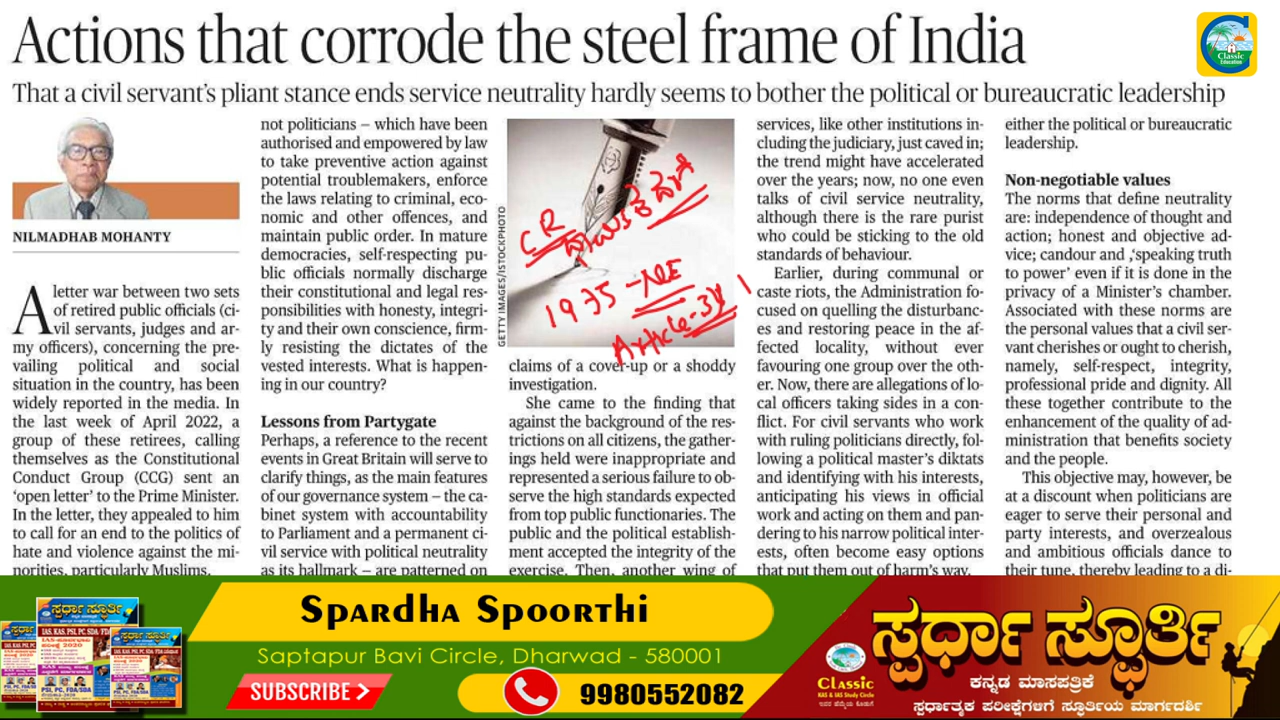 Actions that corrode the steel frame of India
That a civil servant's pliant stance ends service neutrality hardly seems to bother the political or bureaucratic leadership
NILMADHAB MOHANTY
A letter war between two sets
of retired public officials (ci-
vil servants, judges and ar-
my officers), concerning the pre-
vailing political and social
situation in the country, has been
widely reported in the media. In
the last week of April 2022, a
group of these retirees, calling
themselves as the Constitutional
Conduct Group (CCG) sent an
'open letter' to the Prime Minister.
In the letter, they appealed to him
to call for an end to the politics of
hate and violence against the mi-
norities, particularly Muslims.
not politicians – which have been
authorised and empowered by law
to take preventive action against
potential troublemakers, enforce
the laws relating to criminal, eco-
nomic and other offences, and
maintain public order. In mature
democracies, self-respecting pu-
blic officials normally discharge
their constitutional and legal res-
ponsibilities with honesty, integri-
ty and their own conscience, firm-
ly resisting the dictates of the
vested interests. What is happen-
ing in our country?
Lessons from Partygate
Perhaps, a reference to the recent
events in Great Britain will serve to
clarify things, as the main features
of our governance system – the ca-
binet system with accountability
to Parliament and a permanent ci-
vil service with political neutrality
as its hallmark – are patterned on
GETTY IMAGES/ISTOCKPHOTO
CR
1975 - NE
Article-31
claims of a cover-up or a shoddy
investigation.
She came to the finding that
against the background of the res-
trictions on all citizens, the gather-
ings held were inappropriate and
represented a serious failure to ob-
serve the high standards expected
from top public functionaries. The
public and the political establish-
ment accepted the integrity of the
exercise. Then, another wing of
services, like other institutions in-
cluding the judiciary, just caved in;
the trend might have accelerated
over the years; now, no one even
talks of civil service neutrality,
although there is the rare purist
who could be sticking to the old
standards of behaviour.
Earlier, during communal or
caste riots, the Administration fo-
cused on quelling the disturbanc-
es and restoring peace in the af-
fected locality, without ever
favouring one group over the oth-
er. Now, there are allegations of lo-
cal officers taking sides in a con-
flict. For civil servants who work
with ruling politicians directly, fol-
lowing a political master's diktats
and identifying with his interests,
anticipating his views in official
work and acting on them and pan-
dering to his narrow political inter-
ests, often become easy options
that put them out of harm's way.
either the political or bureaucratic
leadership.
Non-negotiable values
The norms that define neutrality
are: independence of thought and
action; honest and objective ad-
vice; candour and ,'speaking truth
to power' even if it is done in the
privacy of a Minister's chamber.
Associated with these norms are
the personal values that a civil ser-
vant cherishes or ought to cherish,
namely, self-respect, integrity,
professional pride and dignity. All
these together contribute to the
enhancement of the quality of ad-
ministration that benefits society
and the people.
This objective may, however, be
at a discount when politicians are
eager to serve their personal and
party interests, and overzealous
and ambitious officials dance to
their tune, thereby leading to a di-
Classic
Education
ಸ್ಪರ್ಧಾ ಸ್ಫೂರ್ತಿ
Spardha Spoorthi
Saptapur Bavi Circle, Dharwad - 580001
SUBSCRIBE >
9980552082
Classic
KAS & IAS Study Circle
ಸ್ಪರ್ಧಾ ಸ್ಫೂರ್ತಿ
ಕನ್ನಡ ಮಾಸಪತ್ರಿಕೆ
ಸ್ಪರ್ಧಾತ್ಮಕ ಪರೀಕ್ಷೆಗಳಿಗೆ ಸ್ಫೂರ್ತಿಯ ಮಾರ್ಗದರ್ಶಿ